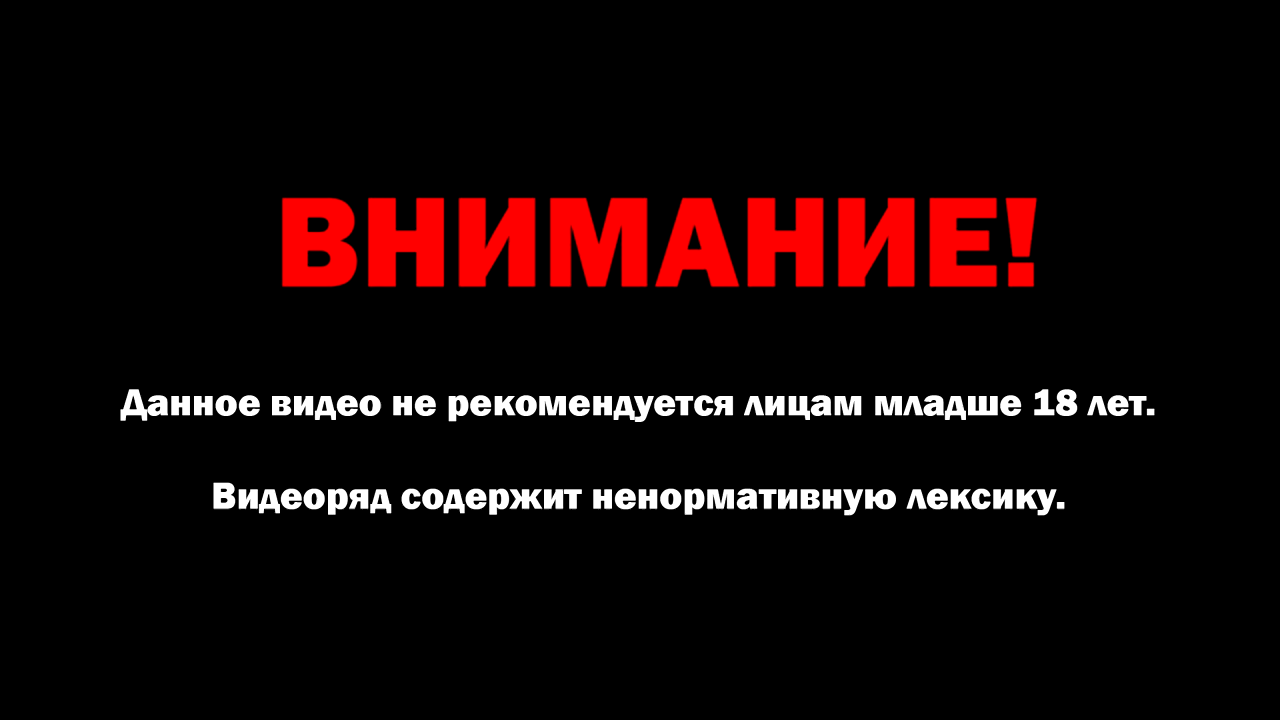 ВНИМАНИЕ!
Данное видео не рекомендуется лицам младше 18 лет.
Видеоряд содержит ненормативную лексику.